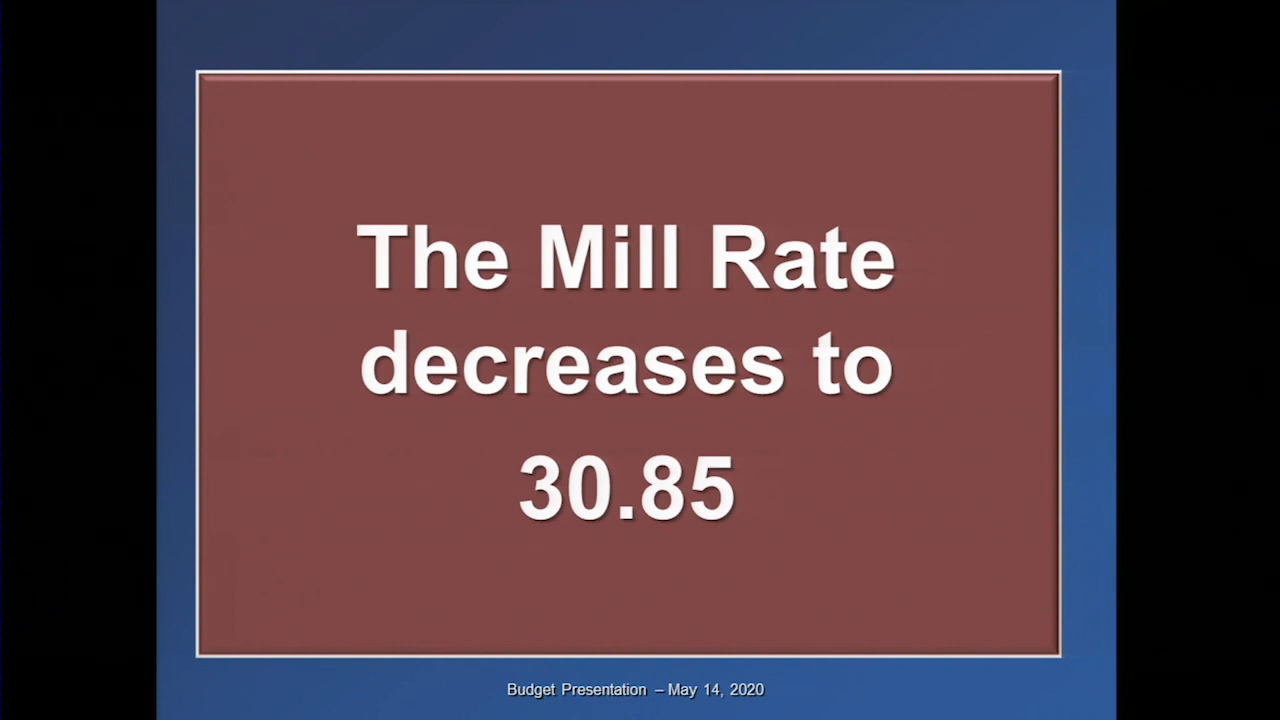 The Mill Rate
decreases to
30.85
Budget Presentation – May 14, 2020